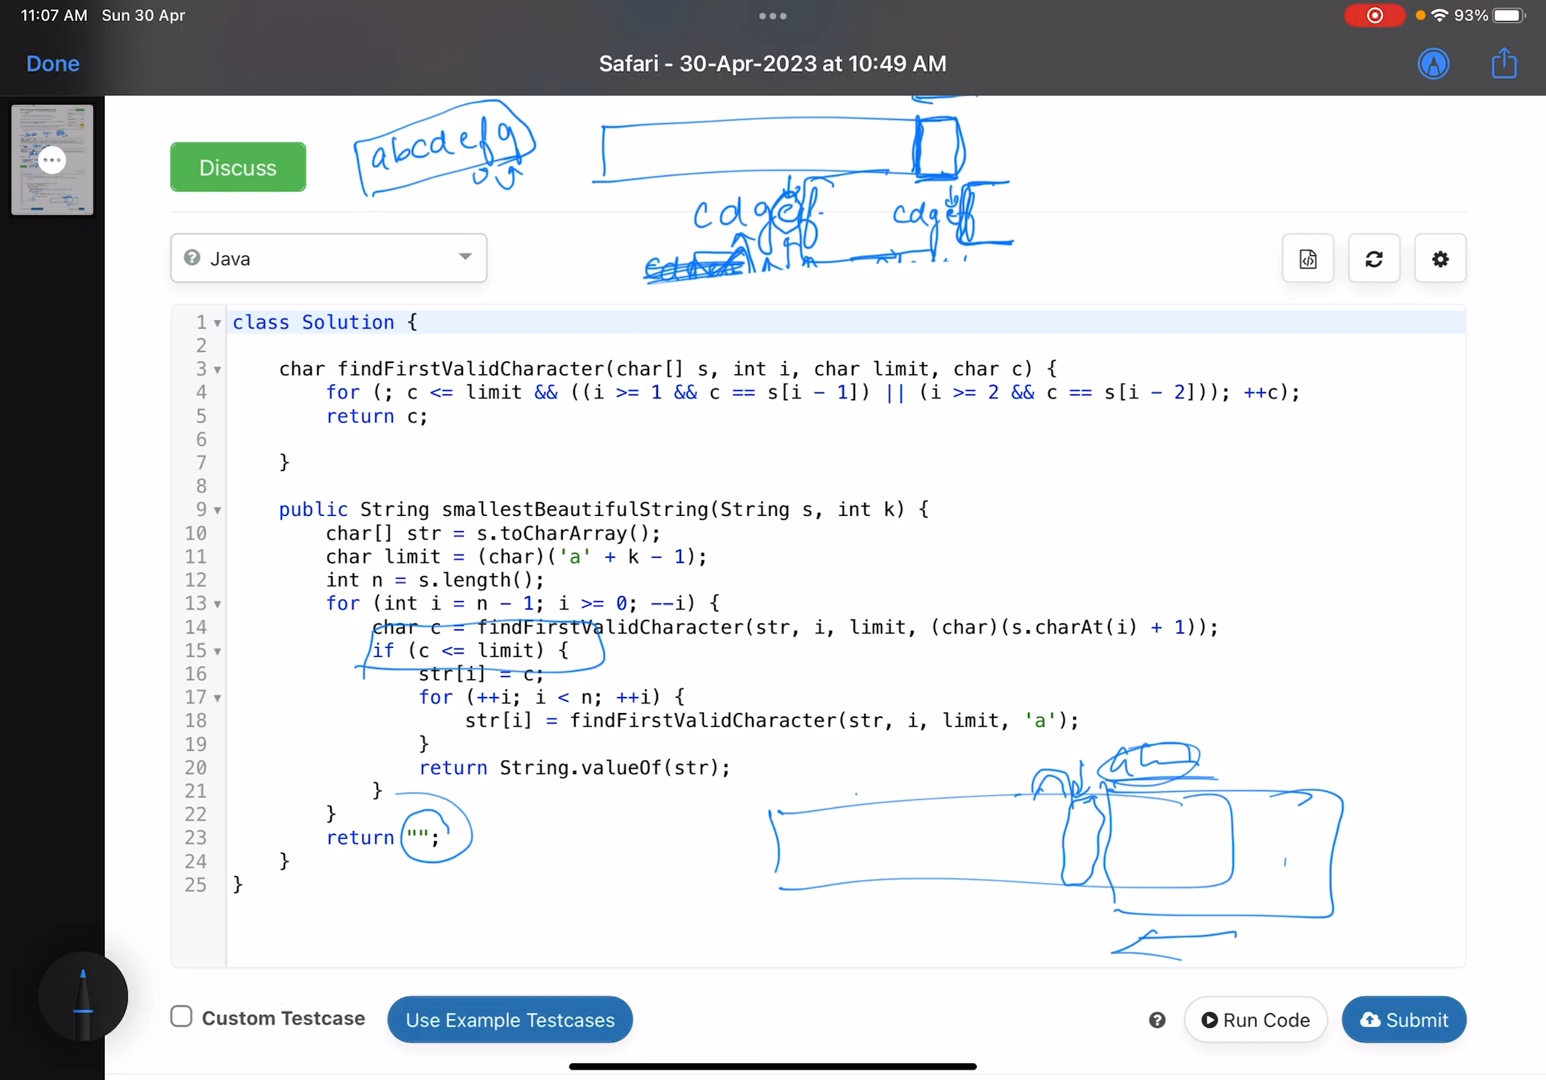 11:07 AM Sun 30 Apr
93%
Done
Safari - 30-Apr-2023 at 10:49 AM
Discuss
abcdefg
cdgef
cdgef
Java
1 class Solution {
2
3 char findFirstValidCharacter(char[] s, int i, char limit, char c) {
4 for (; c <= limit && ((i >= 1 && c == s[i - 1]) || (i >= 2 && c == s[i - 2])); ++c);
5 return c;
6
7 }
8
9 public String smallestBeautifulString(String s, int k) {
10 char[] str = s.toCharArray();
11 char limit = (char)('a' + k - 1);
12 int n = s.length();
13 for (int i = n - 1; i >= 0; --i) {
14 char c = findFirstValidCharacter(str, i, limit, (char)(s.charAt(i) + 1));
15 if (c <= limit) {
16 str[i] = c;
17 for (++i; i < n; ++i) {
18 str[i] = findFirstValidCharacter(str, i, limit, 'a');
19 }
20 return String.valueOf(str);
21 }
22 }
23 return "";
24 }
25 }
Custom Testcase
Use Example Testcases
Run Code
Submit